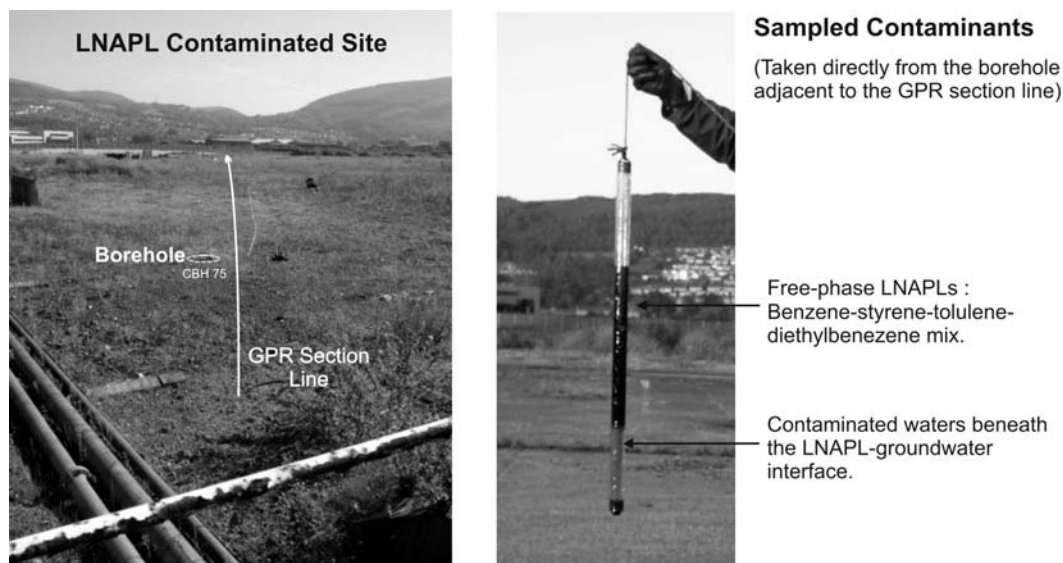 LNAPL Contaminated Site
Borehole
CBH 75
GPR Section
Line
Sampled Contaminants
(Taken directly from the borehole
adjacent to the GPR section line)
Free-phase LNAPLs :
Benzene-styrene-tolulene-
diethylbenezene mix.
Contaminated waters beneath
the LNAPL-groundwater
interface.